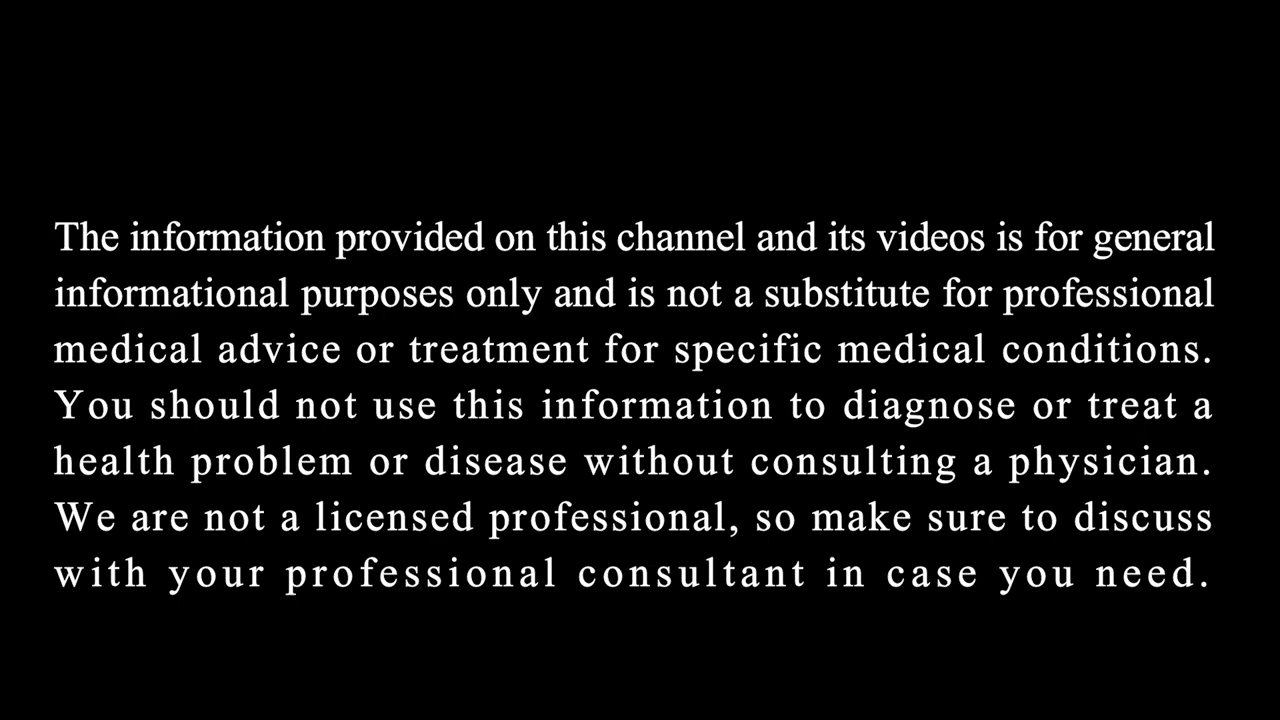 The information provided on this channel and its videos is for general
informational purposes only and is not a substitute for professional
medical advice or treatment for specific medical conditions.
You should not use this information to diagnose or treat a
health problem or disease without consulting a physician.
We are not a licensed professional, so make sure to discuss
with your professional consultant in case you need.